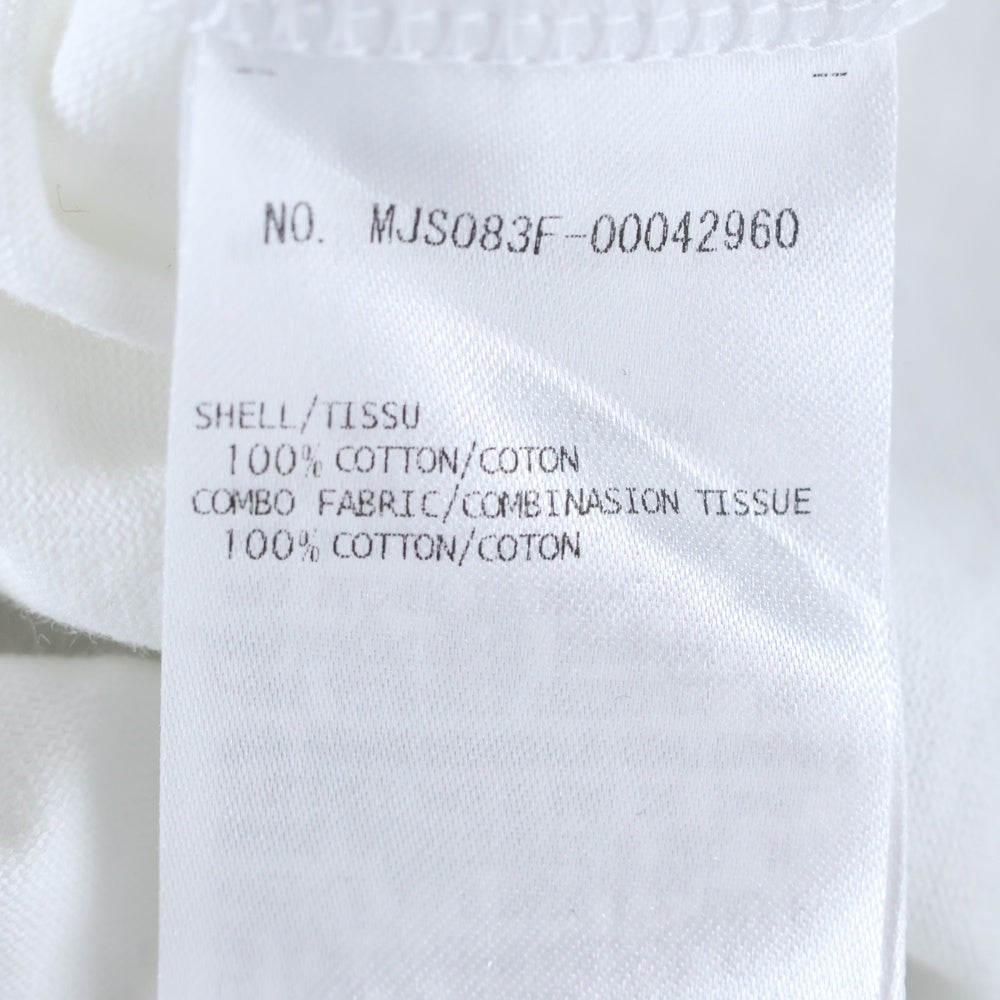 NO. MJS083F-00042960
SHELL/TISSU
100% COTTON/COTON
COMBO FABRIC/COMBINASION TISSUE
100% COTTON/COTON